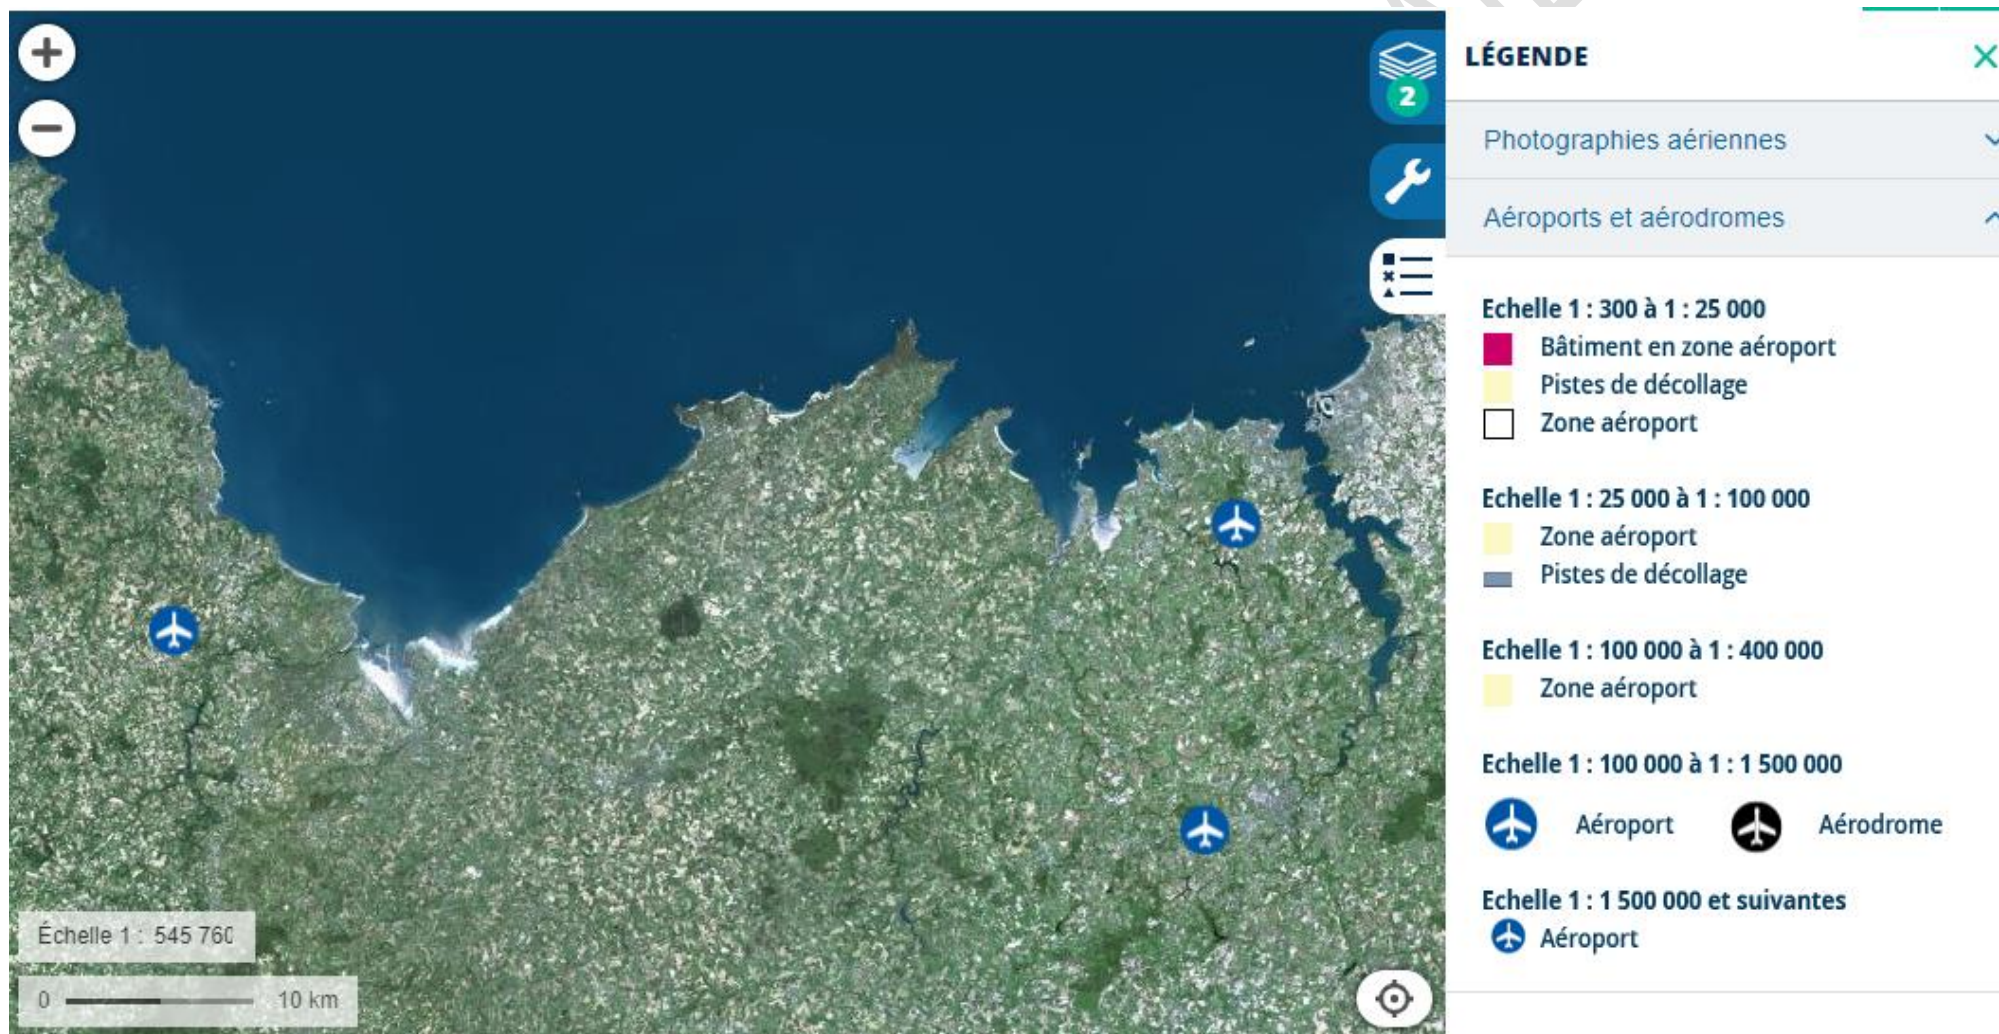 2
LÉGENDE
Photographies aériennes
Aéroports et aérodromes
Echelle 1 : 300 à 1 : 25 000
Bâtiment en zone aéroport
Pistes de décollage
Zone aéroport
Echelle 1 : 25 000 à 1 : 100 000
Zone aéroport
Pistes de décollage
Echelle 1 : 100 000 à 1 : 400 000
Zone aéroport
Echelle 1 : 100 000 à 1 : 1 500 000
Aéroport Aérodrome
Echelle 1 : 1 500 000 et suivantes
Aéroport
Échelle 1 : 545 760
0 10 km